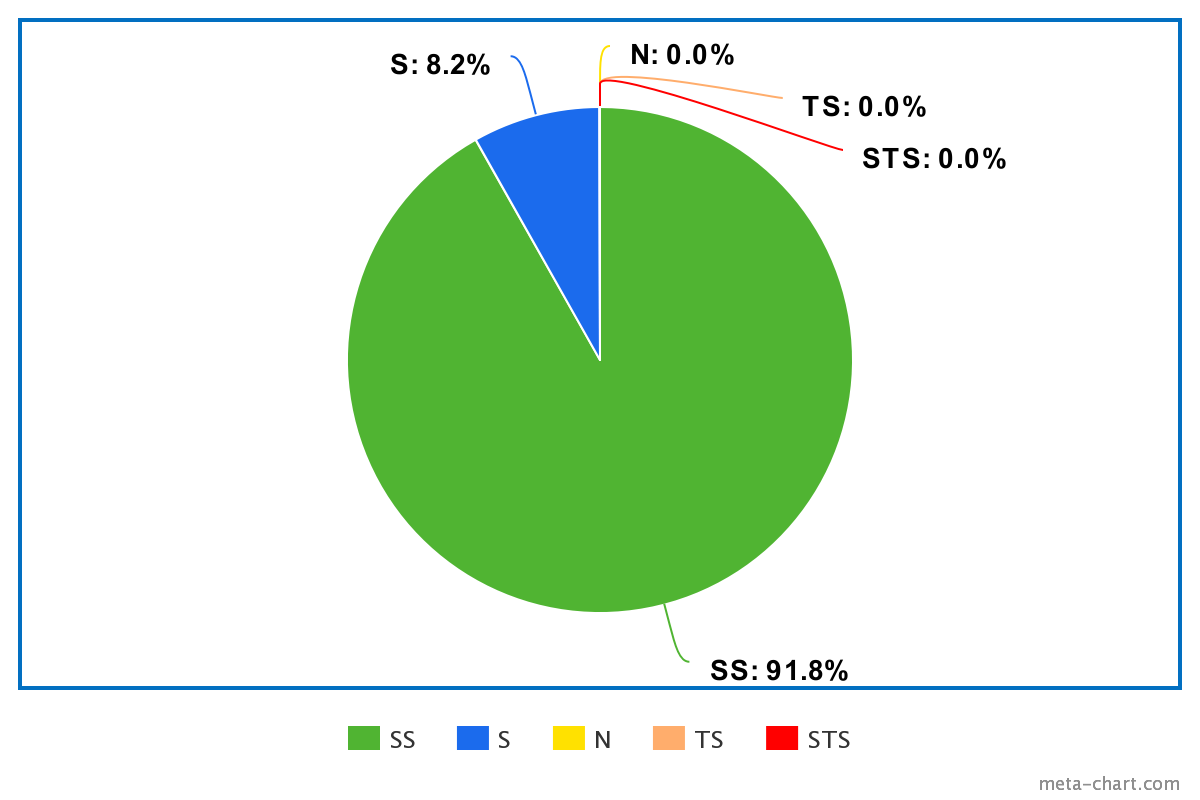 S: 8.2%
N: 0.0%
TS: 0.0%
STS: 0.0%
SS: 91.8%
SS S N TS STS
meta-chart.com